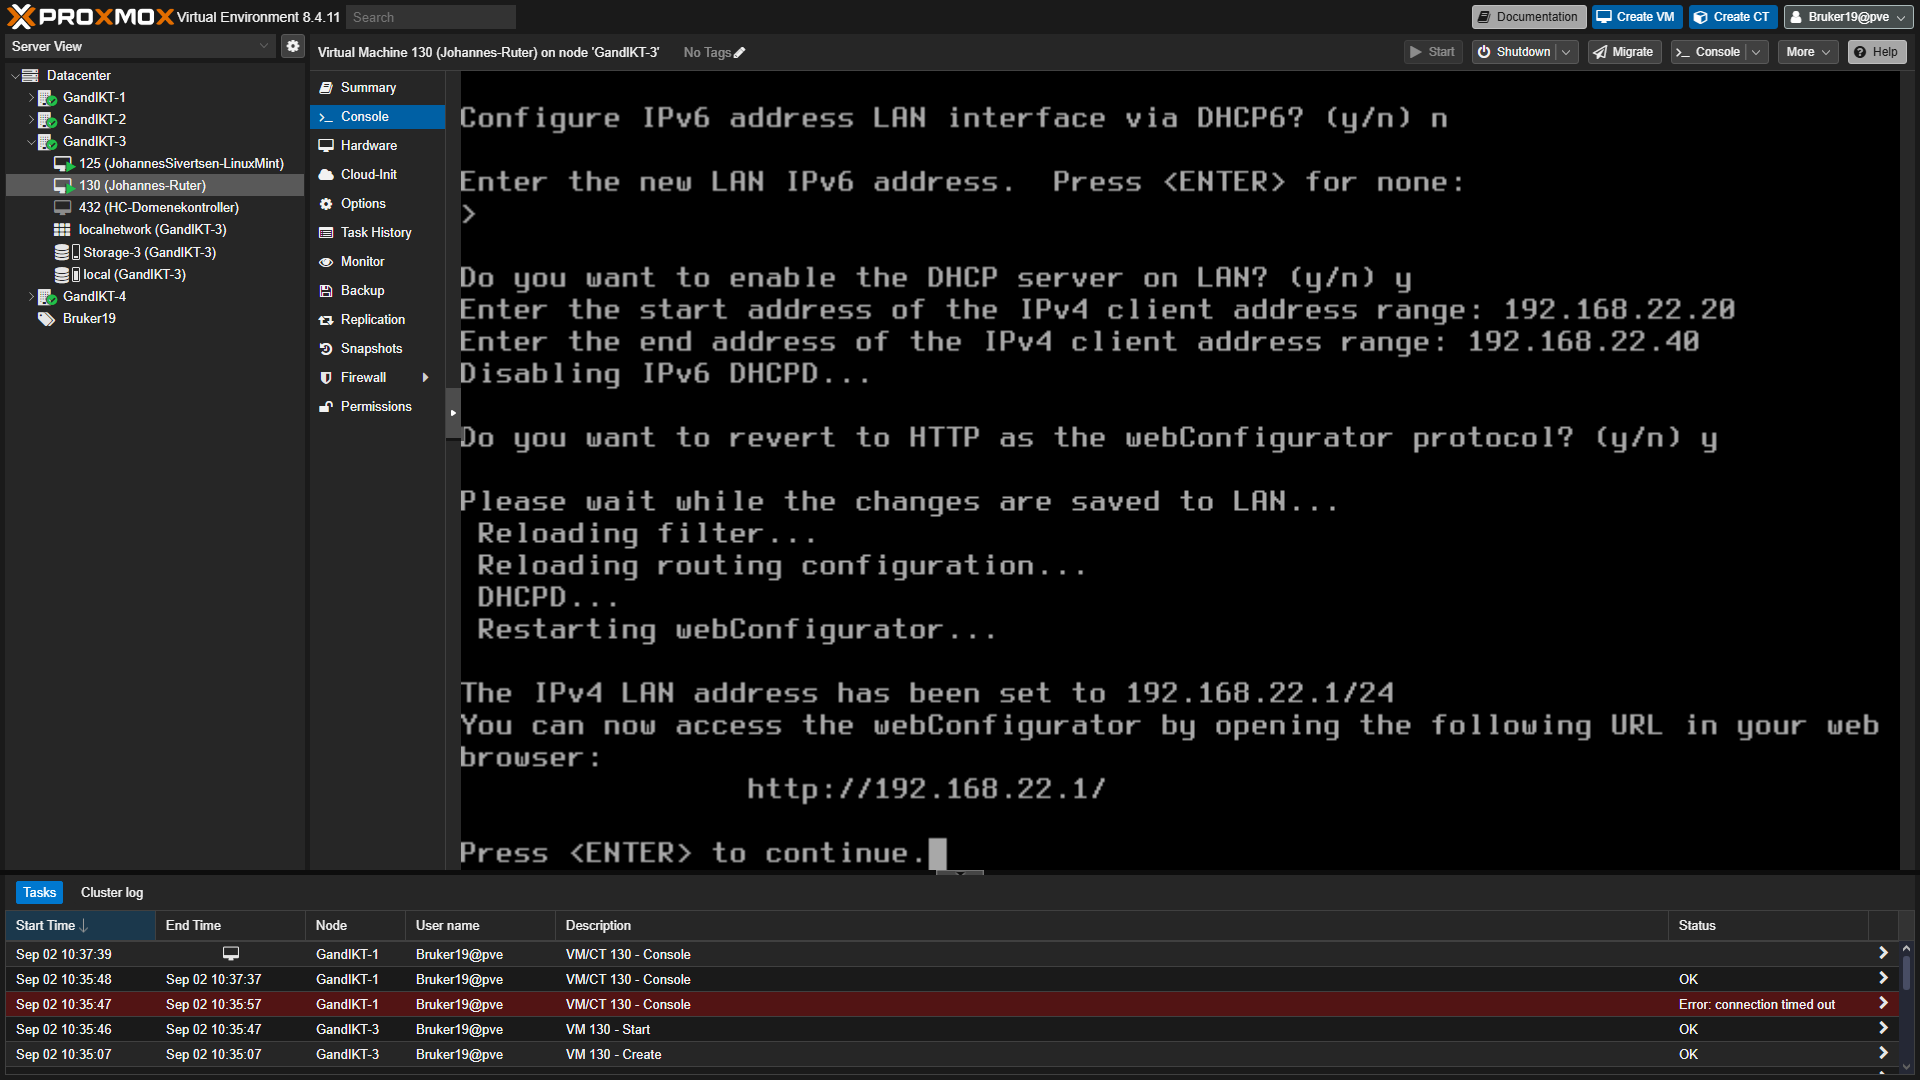 PROXMOX Virtual Environment 8.4.11 Search Documentation Create VM Create CT Bruker19@pve
Server View
Virtual Machine 130 (Johannes-Ruter) on node 'GandIKT-3' No Tags Start Shutdown Migrate Console More Help
Datacenter
GandIKT-1
GandIKT-2
GandIKT-3
125 (JohannesSivertsen-LinuxMint)
130 (Johannes-Ruter)
432 (HC-Domenekontroller)
localnetwork (GandIKT-3)
Storage-3 (GandIKT-3)
local (GandIKT-3)
GandIKT-4
Bruker19
Summary
Console
Hardware
Cloud-Init
Options
Task History
Monitor
Backup
Replication
Snapshots
Firewall
Permissions
Configure IPv6 address LAN interface via DHCP6? (y/n) n
Enter the new LAN IPv6 address.  Press <ENTER> for none:
>
Do you want to enable the DHCP server on LAN? (y/n) y
Enter the start address of the IPv4 client address range: 192.168.22.20
Enter the end address of the IPv4 client address range: 192.168.22.40
Disabling IPv6 DHCPD...
Do you want to revert to HTTP as the webConfigurator protocol? (y/n) y
Please wait while the changes are saved to LAN...
Reloading filter...
Reloading routing configuration...
DHCPD...
Restarting webConfigurator...
The IPv4 LAN address has been set to 192.168.22.1/24
You can now access the webConfigurator by opening the following URL in your web
browser:
http://192.168.22.1/
Press <ENTER> to continue.
Tasks Cluster log
Start Time End Time Node User name Description Status
Sep 02 10:37:39 GandIKT-1 Bruker19@pve VM/CT 130 - Console
Sep 02 10:35:48 Sep 02 10:37:37 GandIKT-1 Bruker19@pve VM/CT 130 - Console OK
Sep 02 10:35:47 Sep 02 10:35:57 GandIKT-1 Bruker19@pve VM/CT 130 - Console Error: connection timed out
Sep 02 10:35:46 Sep 02 10:35:47 GandIKT-3 Bruker19@pve VM 130 - Start OK
Sep 02 10:35:07 Sep 02 10:35:07 GandIKT-3 Bruker19@pve VM 130 - Create OK